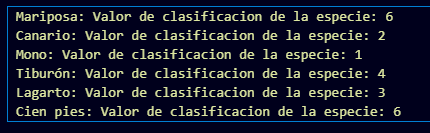 Mariposa: Valor de clasificacion de la especie: 6
Canario: Valor de clasificacion de la especie: 2
Mono: Valor de clasificacion de la especie: 1
Tiburón: Valor de clasificacion de la especie: 4
Lagarto: Valor de clasificacion de la especie: 3
Cien pies: Valor de clasificacion de la especie: 6